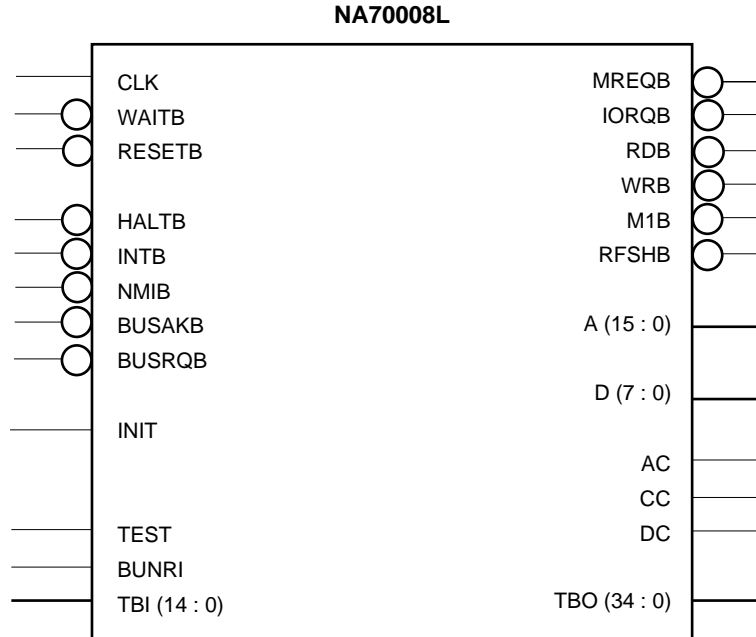 NA70008L
CLK
WAITB
RESETB
HALTB
INTB
NMIB
BUSAKB
BUSRQB
INIT
TEST
BUNRI
TBI (14 : 0)
MREQB
IORQB
RDB
WRB
M1B
RFSHB
A (15 : 0)
D (7 : 0)
AC
CC
DC
TBO (34 : 0)